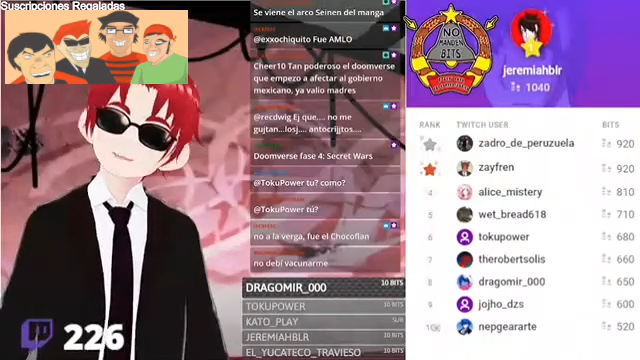 Suscripciones Regaladas
Se viene el arco Seinen del manga
@exxochiquito Fue AMLO
Cheer10 Tan poderoso el doomverse
que empezo a afectar al gobierno
mexicano, ya valio madres
@recdwig Ej que.... no me
gujtan...losj.... antocrijjtos....
Doomverse fase 4: Secret Wars
@TokuPower tu? como?
@TokuPower tú?
no a la verga, fue el Chocoflan
no debí vacunarme
DRAGOMIR_000 10 BITS
TOKUPOWER 10 BITS
KATO_PLAY SUB
JEREMIAHBLR 10 BITS
EL_YUCATECO_TRAVIESO 10 BITS
226
NO
MANDEN
BITS
jeremiahblr
1040
RANK TWITCH USER BITS
zadro_de_peruzuela 920
zayfren 920
4 alice_mistery 810
5 wet_bread618 710
6 tokupower 680
7 therobertsolis 660
8 dragomir_000 650
9 jojho_dzs 600
10 nepgeararte 520